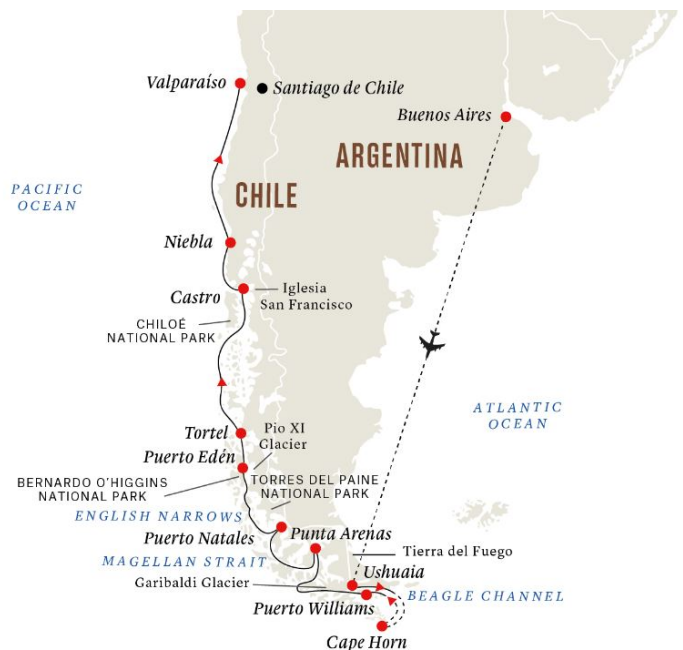 Valparaíso
Santiago de Chile
Buenos Aires
ARGENTINA
PACIFIC
OCEAN
CHILE
Niebla
Castro
Iglesia
San Francisco
CHILOÉ
NATIONAL PARK
ATLANTIC
OCEAN
Tortel
Pio XI
Glacier
Puerto Edén
BERNARDO O'HIGGINS
NATIONAL PARK
TORRES DEL PAINE
NATIONAL PARK
ENGLISH NARROWS
Puerto Natales
Punta Arenas
MAGELLAN STRAIT
Tierra del Fuego
Garibaldi Glacier
Ushuaia
Puerto Williams
BEAGLE CHANNEL
Cape Horn